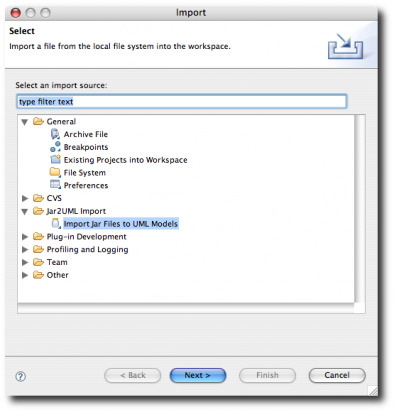 Import
Select
Import a file from the local file system into the workspace.
Select an import source:
type filter text
General
Archive File
Breakpoints
Existing Projects into Workspace
File System
Preferences
CVS
Jar2UML Import
Import Jar Files to UML Models
Plug-in Development
Profiling and Logging
Team
Other
?
< Back
Next >
Finish
Cancel